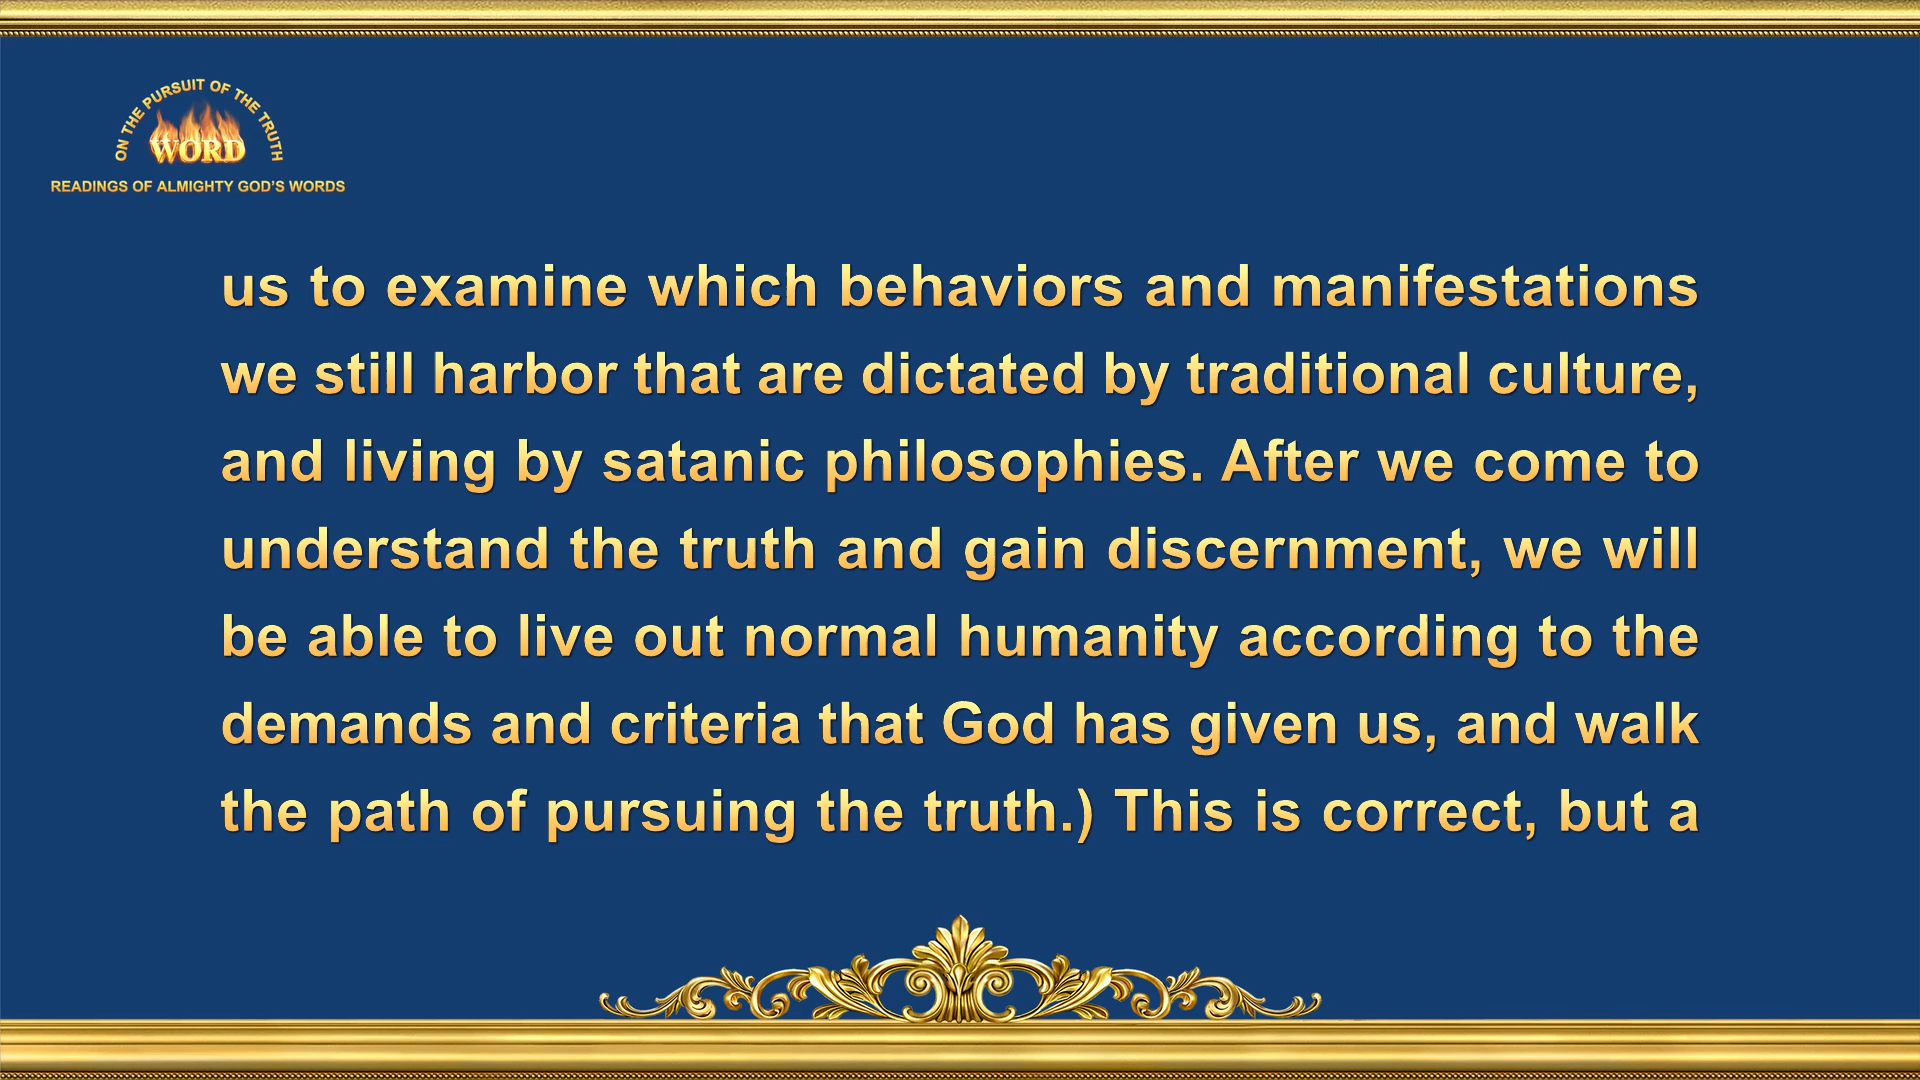 ON THE PURSUIT OF THE TRUTH
WORD
READINGS OF ALMIGHTY GOD'S WORDS
us to examine which behaviors and manifestations
we still harbor that are dictated by traditional culture,
and living by satanic philosophies. After we come to
understand the truth and gain discernment, we will
be able to live out normal humanity according to the
demands and criteria that God has given us, and walk
the path of pursuing the truth.) This is correct, but a